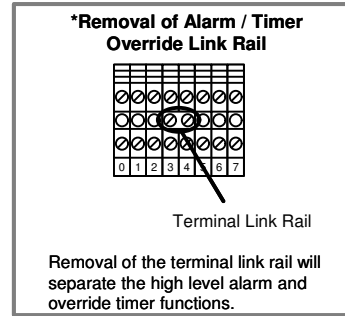 *Removal of Alarm / Timer
Override Link Rail
0 1 2 3 4 5 6 7
Terminal Link Rail
Removal of the terminal link rail will
separate the high level alarm and
override timer functions.